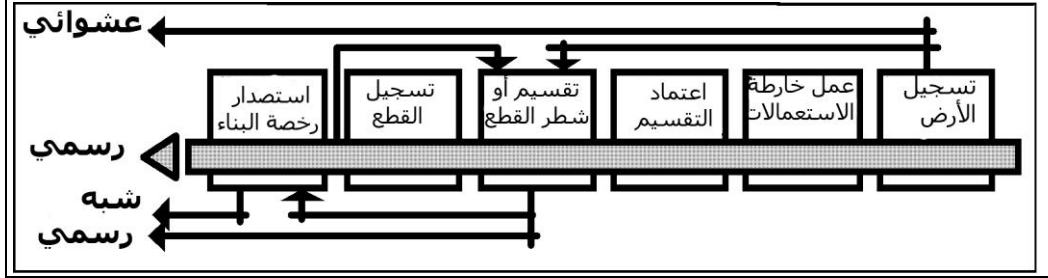 عشوائي
تسجيل
الأرض
عمل خارطة
الاستعمالات
اعتماد
التقسيم
تقسيم أو
شطر القطع
تسجيل
القطع
استصدار
رخصة البناء
رسمي
شبه
رسمي